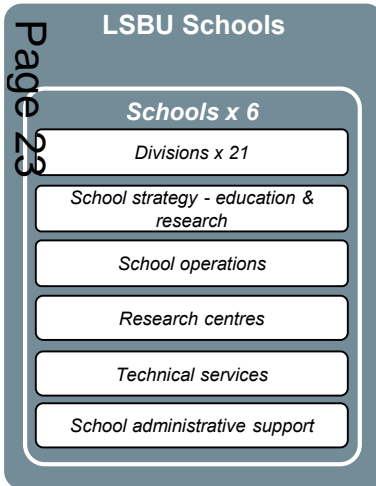 LSBU Schools
Page 23
Schools x 6
Divisions x 21
School strategy - education &
research
School operations
Research centres
Technical services
School administrative support